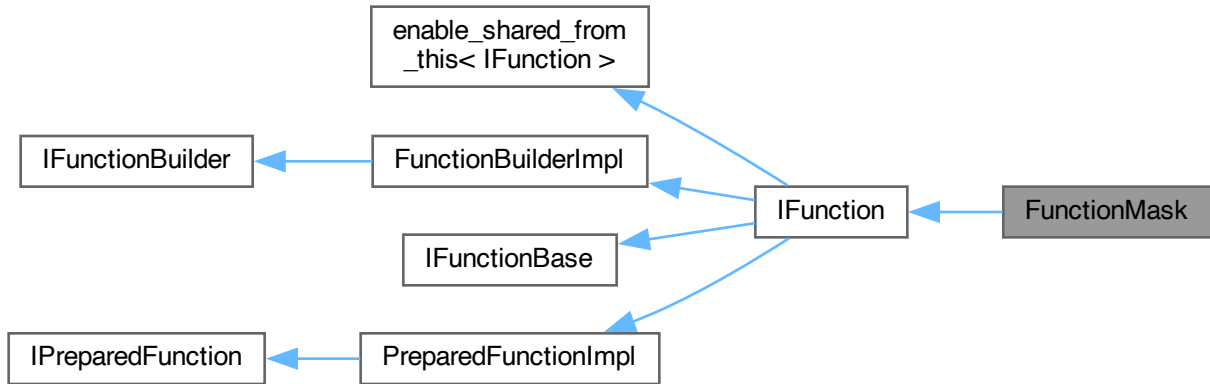 enable_shared_from
_this< IFunction >
IFunctionBuilder
FunctionBuilderImpl
IFunction
FunctionMask
IFunctionBase
IPreparedFunction
PreparedFunctionImpl